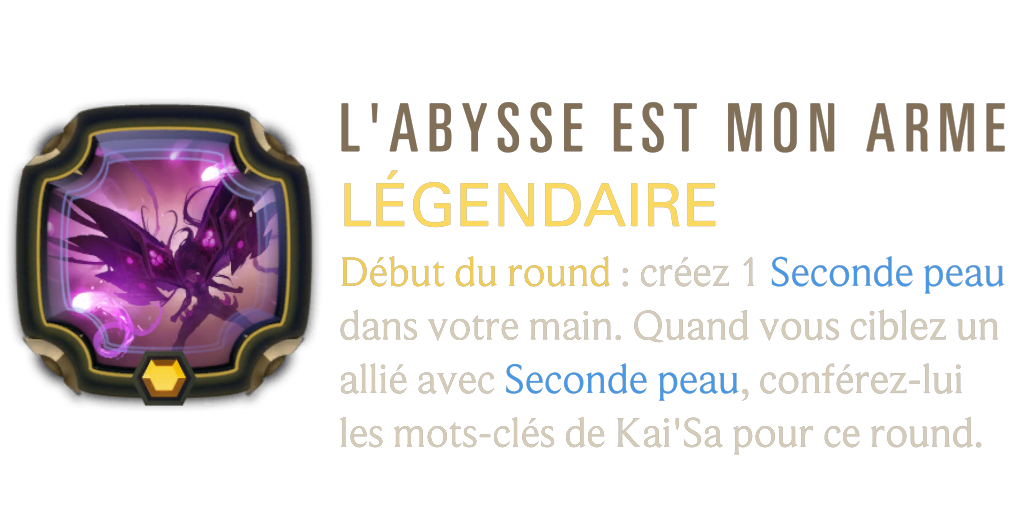 L'ABYSSE EST MON ARME
LÉGENDAIRE
Début du round : créez 1 Seconde peau
dans votre main. Quand vous ciblez un
allié avec Seconde peau, conférez-lui
les mots-clés de Kai'Sa pour ce round.